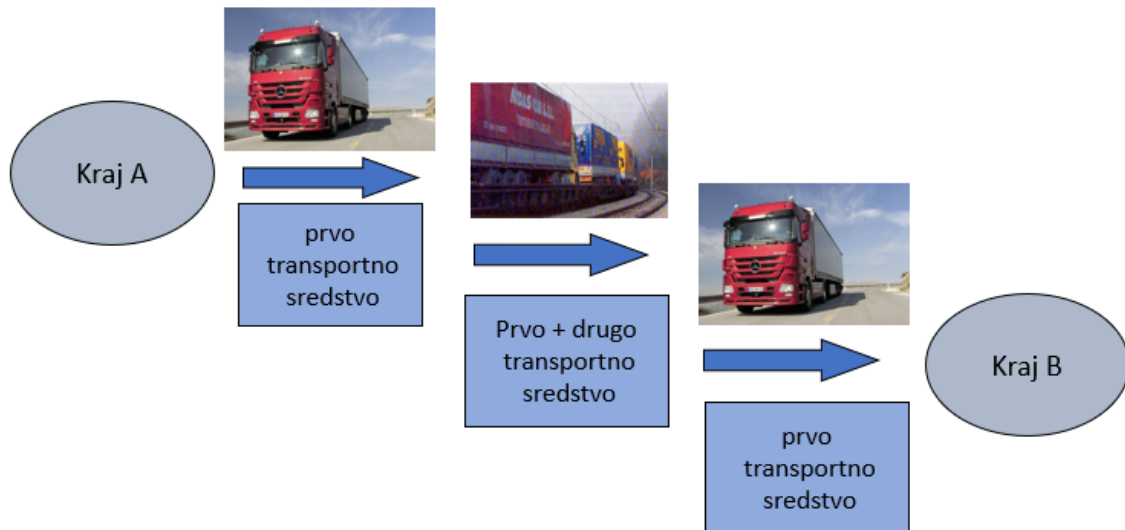 Kraj A
prvo
transportno
sredstvo
Prvo + drugo
transportno
sredstvo
prvo
transportno
sredstvo
Kraj B